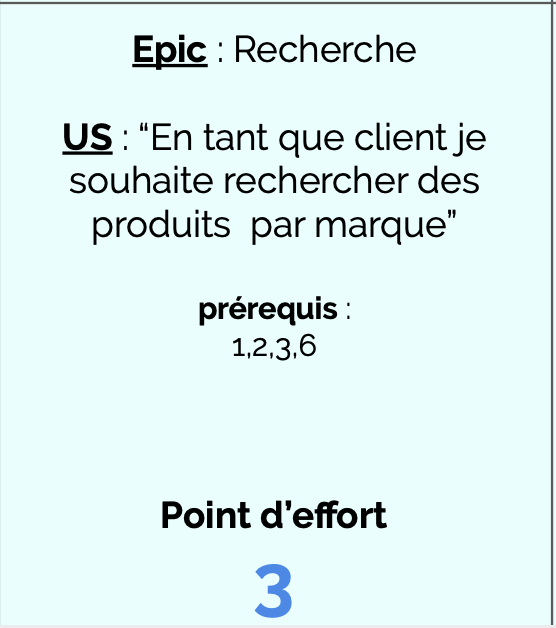 Epic : Recherche
US : “En tant que client je
souhaite rechercher des
produits  par marque”
prérequis :
1,2,3,6
Point d’effort
3